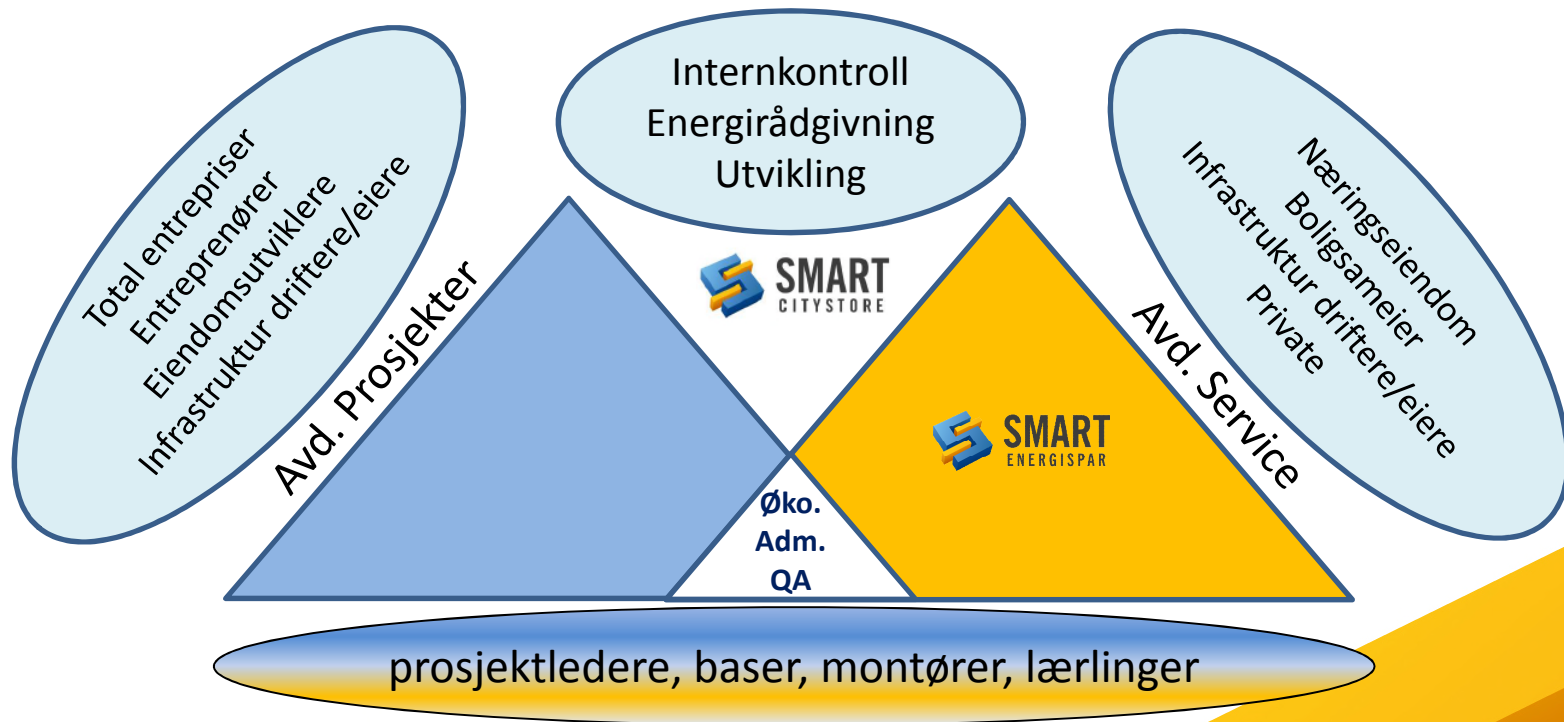 Internkontroll
Energirådgivning
Utvikling
Total entrepriser
Entreprenører
Eiendomsutviklere
Infrastruktur driftere/eiere
Avd. Prosjekter
SMART
CITYSTORE
Næringseiendom
Boligsameier
Infrastruktur driftere/eiere
Private
Avd. Service
SMART
ENERGISPAR
Øko.
Adm.
QA
prosjektledere, baser, montører, lærlinger